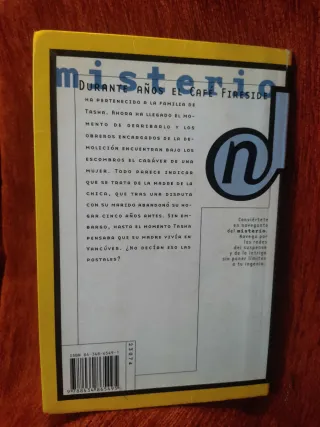 misterio
DURANTE AÑOS EL CAFÉ FIRESIDE
HA PERTENECIDO A LA FAMILIA DE
TASHA. AHORA HA LLEGADO EL MO-
MENTO DE DERRIBARLO Y LOS
OBREROS ENCARGADOS DE LA DE-
MOLICIÓN ENCUENTRAN BAJO LOS
ESCOMBROS EL CADÁVER DE UNA
MUJER. TODO PARECE INDICAR
QUE SE TRATA DE LA MADRE DE LA
CHICA, QUE TRAS UNA DISPUTA
CON SU MARIDO ABANDONÓ SU HO-
GAR CINCO AÑOS ANTES. SIN EM-
BARGO, HASTA EL MOMENTO TASHA
PENSABA QUE SU MADRE VIVÍA EN
VANCÚVER. ¿NO DECÍAN ESO LAS
POSTALES?
n
Conviértete
en navegante
del misterio.
Navega por
las redes
del suspense
y de la intriga
sin poner límites
a tu ingenio.